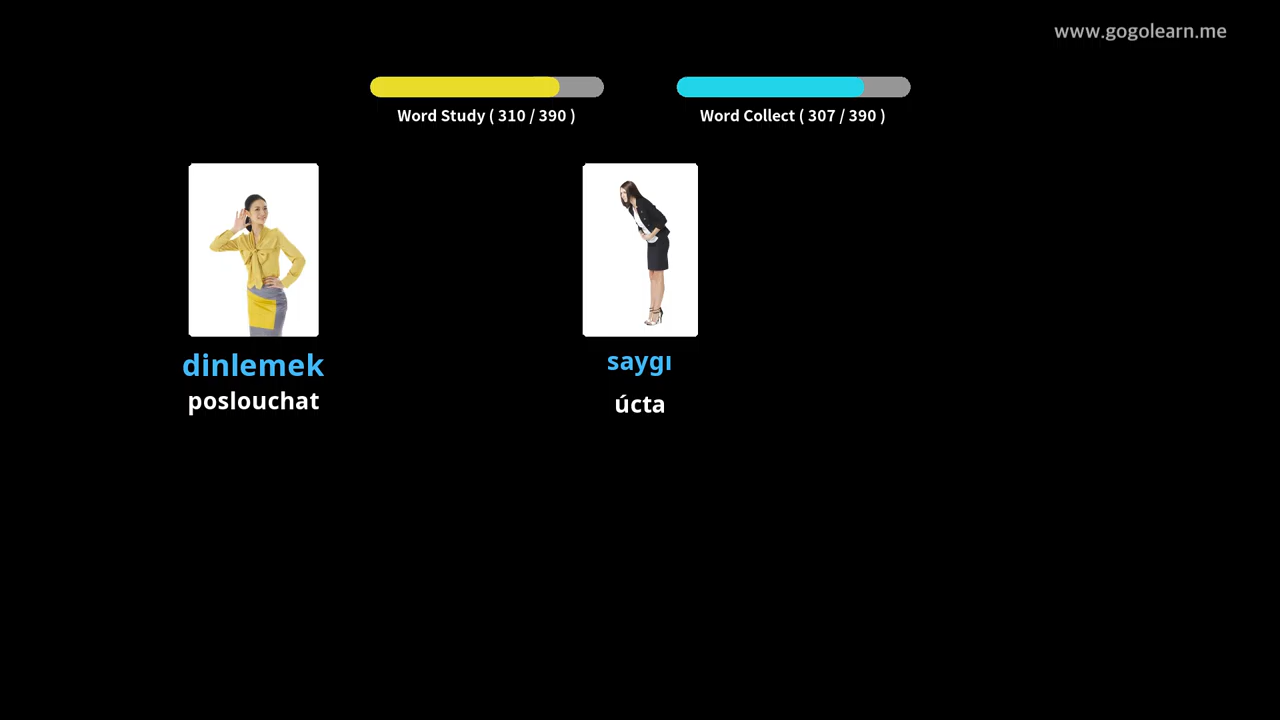 www.gogolearn.me
Word Study ( 310 / 390 )
Word Collect ( 307 / 390 )
dinlemek
poslouchat
saygı
úcta